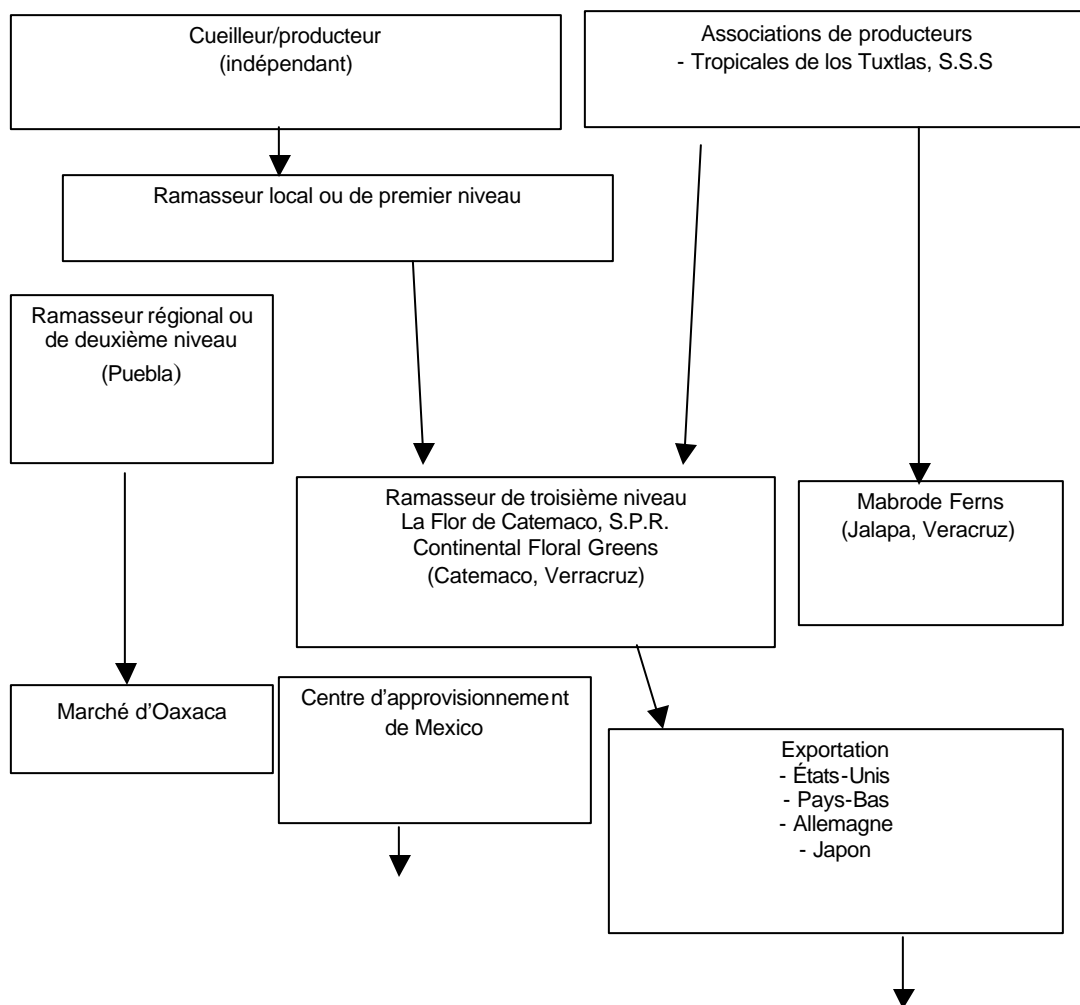 Cueilleur/producteur
(indépendant)
Associations de producteurs
- Tropicales de los Tuxtlas, S.S.S
Ramasseur local ou de premier niveau
Ramasseur régional ou
de deuxième niveau
(Puebla)
Ramasseur de troisième niveau
La Flor de Catemaco, S.P.R.
Continental Floral Greens
(Catemaco, Verracruz)
Mabrode Ferns
(Jalapa, Veracruz)
Marché d'Oaxaca
Centre d'approvisionnement
de Mexico
Exportation
- États-Unis
- Pays-Bas
- Allemagne
- Japon